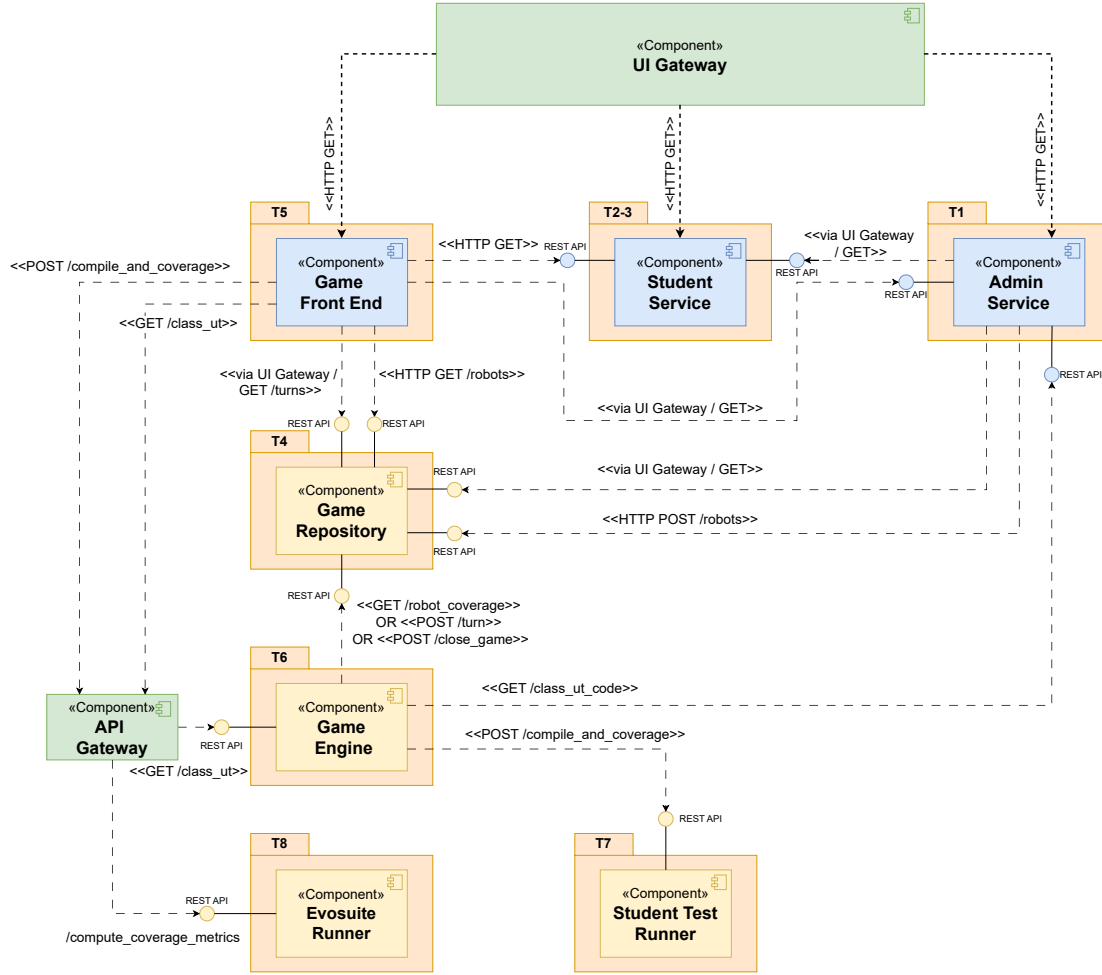 «Component»
UI Gateway
<<HTTP GET>>
<<HTTP GET>>
<<HTTP GET>>
T5
T2-3
T1
<<POST /compile_and_coverage>>
«Component»
Game
Front End
<<HTTP GET>>
REST API
«Component»
Student
Service
<<via UI Gateway
/ GET>>
REST API
REST API
«Component»
Admin
Service
<<GET /class_ut>>
<<via UI Gateway /
GET /turns>>
<<HTTP GET /robots>>
REST API
<<via UI Gateway / GET>>
REST API
REST API
T4
«Component»
Game
Repository
REST API
<<via UI Gateway / GET>>
<<HTTP POST /robots>>
REST API
REST API
<<GET /robot_coverage>>
OR <<POST /turn>>
OR <<POST /close_game>>
T6
«Component»
Game
Engine
<<GET /class_ut_code>>
<<POST /compile_and_coverage>>
«Component»
API
Gateway
REST API
<<GET /class_ut>>
REST API
T8
«Component»
Evosuite
Runner
REST API
/compute_coverage_metrics
T7
«Component»
Student Test
Runner